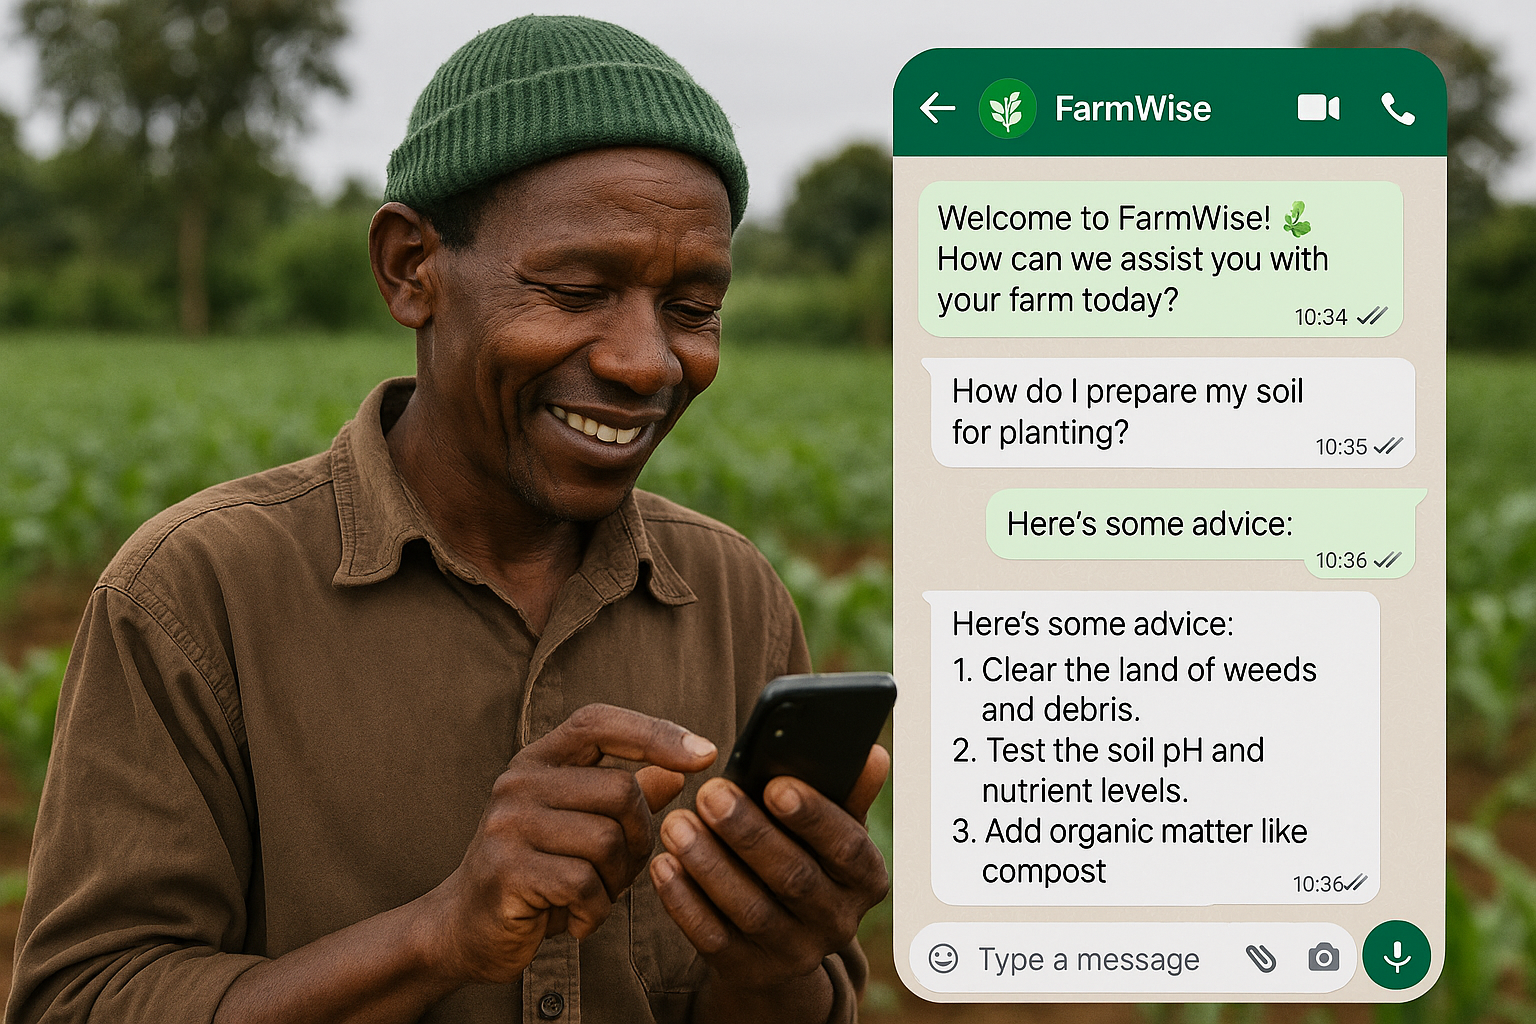 FarmWise
Welcome to FarmWise!
How can we assist you with
your farm today?
10:34
How do I prepare my soil
for planting?
10:35
Here's some advice:
10:36
Here's some advice:
1. Clear the land of weeds
and debris.
2. Test the soil pH and
nutrient levels.
3. Add organic matter like
compost
10:36
Type a message